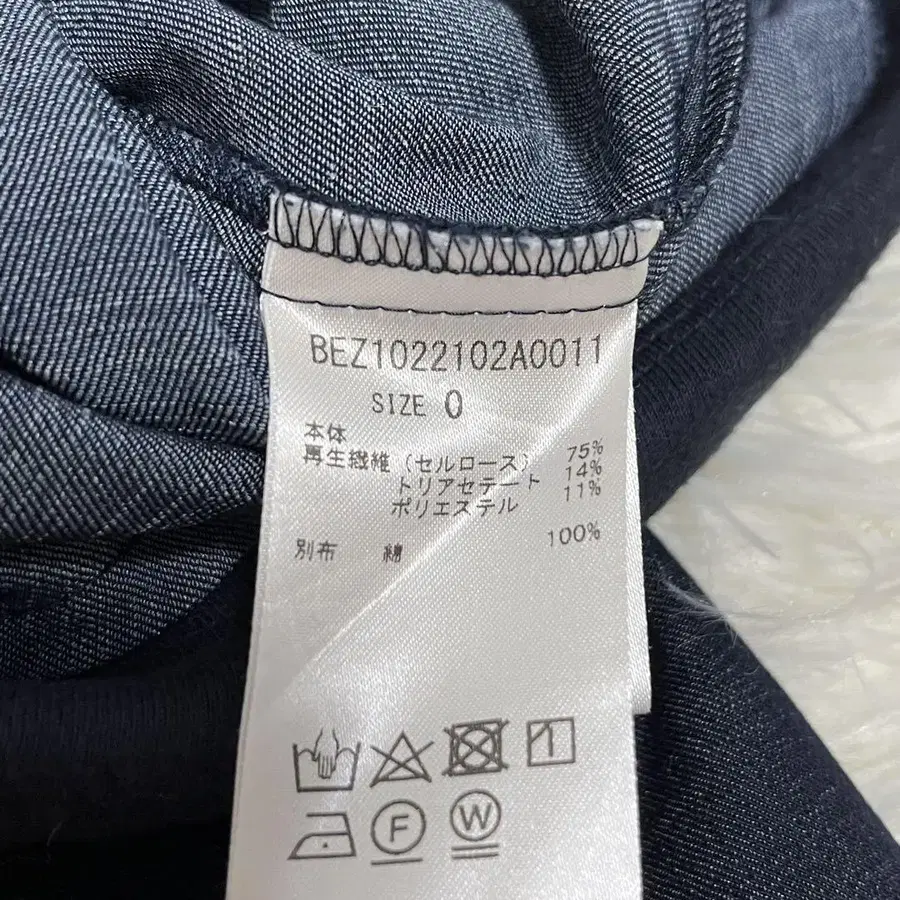 BEZ1022102A0011
SIZE 0
本体
再生繊維(セルロース) 75%
トリアセテート 14%
ポリエステル 11%
別布 綿 100%
F W